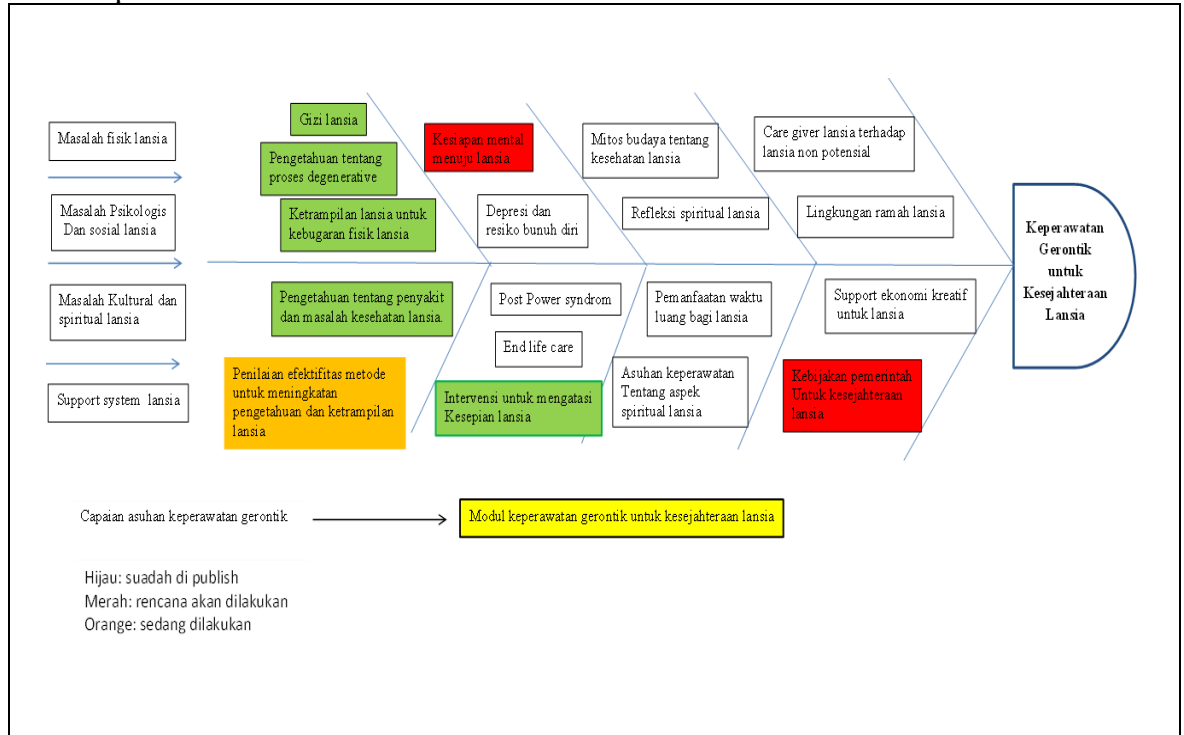 Masalah fisik lansia
Masalah Psikologis
Dan sosial lansia
Masalah Kultural dan
spiritual lansia
Support system lansia
Gizi lansia
Pengetahuan tentang
proses degenerative
Ketrampilan lansia untuk
kebugaran fisik lansia
Kesiapan mental
menuju lansia
Depresi dan
resiko bunuh diri
Mitos budaya tentang
kesehatan lansia
Refleksi spiritual lansia
Care giver lansia terhadap
lansia non potensial
Lingkungan ramah lansia
Pengetahuan tentang penyakit
dan masalah kesehatan lansia.
Penilaian efektifitas metode
untuk meningkatan
pengetahuan dan ketrampilan
lansia
Post Power syndrom
End life care
Intervensi untuk mengatasi
Kesepian lansia
Pemanfaatan waktu
luang bagi lansia
Asuhan keperawatan
Tentang aspek
spiritual lansia
Support ekonomi kreatif
untuk lansia
Kebijakan pemerintah
Untuk kesejahteraan
lansia
Keperawatan
Gerontik
untuk
Kesejahteraan
Lansia
Capaian asuhan keperawatan gerontik
Modul keperawatan gerontik untuk kesejahteraan lansia
Hijau: suadah di publish
Merah: rencana akan dilakukan
Orange: sedang dilakukan